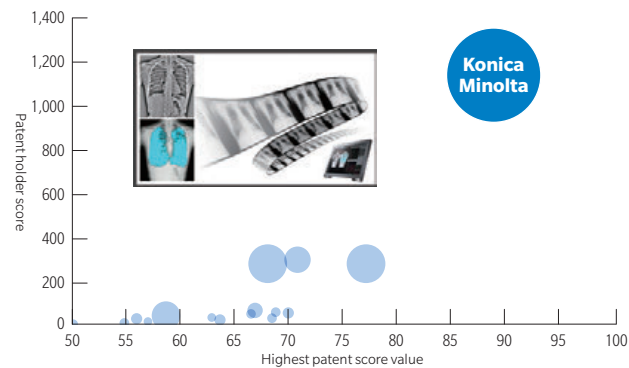 1,400
1,200
1,000
800
600
400
200
0
Patent holder score
Konica
Minolta
50 55 60 65 70 75 80 85 90 95 100
Highest patent score value